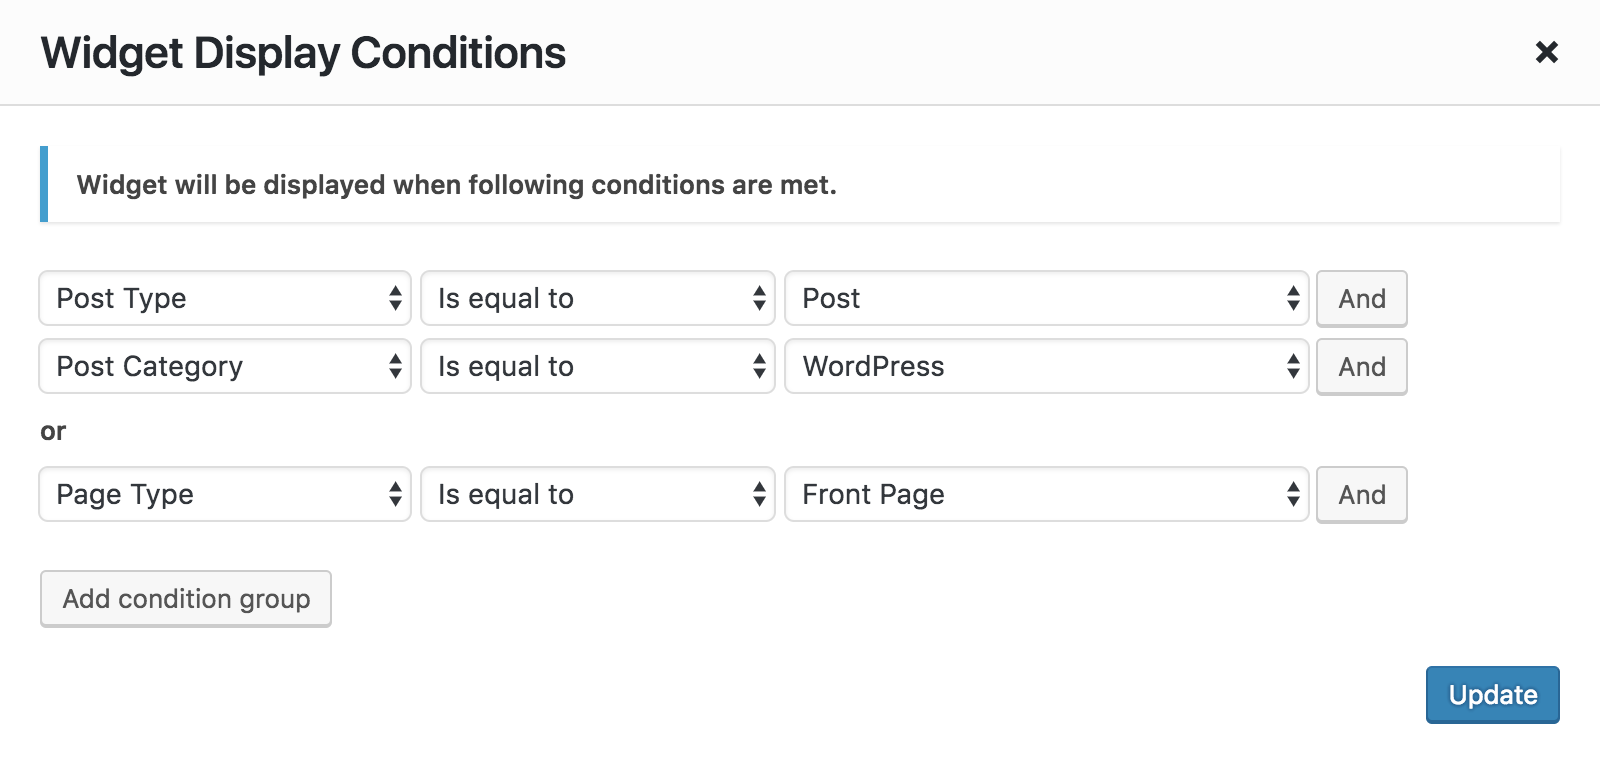 Widget Display Conditions
Widget will be displayed when following conditions are met.
Post Type Is equal to Post And
Post Category Is equal to WordPress And
or
Page Type Is equal to Front Page And
Add condition group
Update